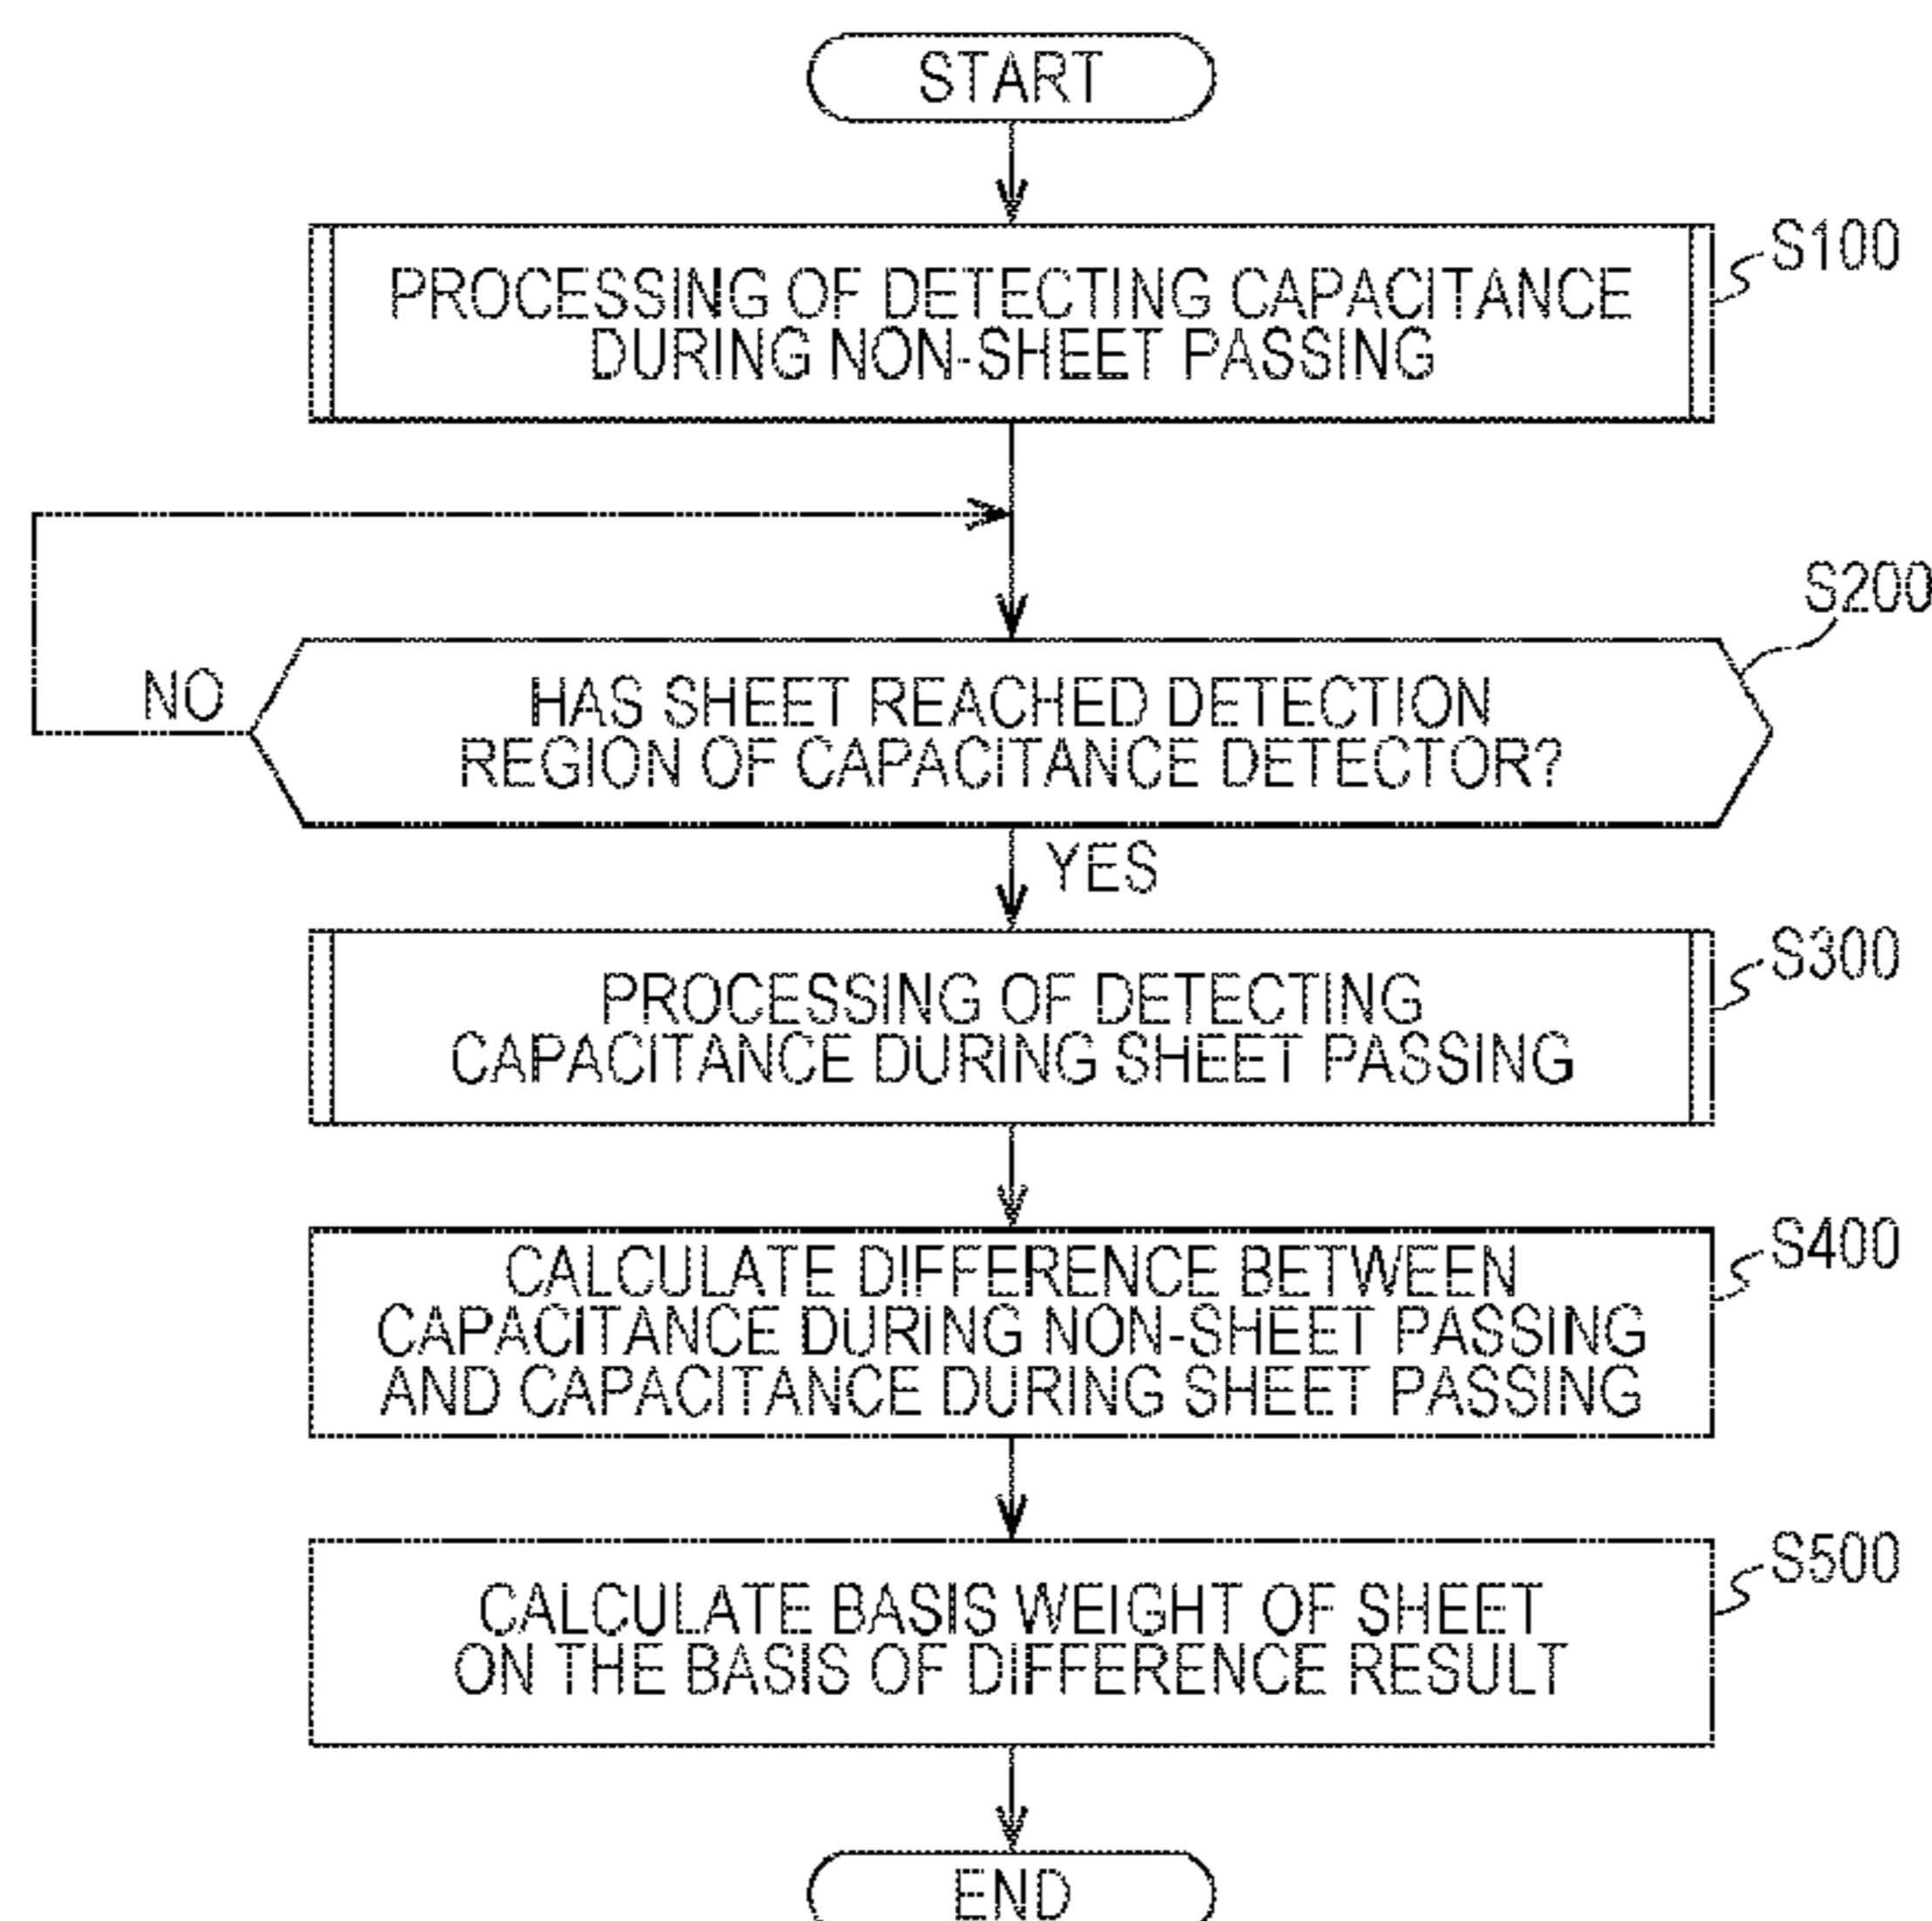 START
PROCESSING OF DETECTING CAPACITANCE
DURING NON-SHEET PASSING
S100
S200
NO
HAS SHEET REACHED DETECTION
REGION OF CAPACITANCE DETECTOR?
YES
PROCESSING OF DETECTING
CAPACITANCE DURING SHEET PASSING
S300
CALCULATE DIFFERENCE BETWEEN
CAPACITANCE DURING NON-SHEET PASSING
AND CAPACITANCE DURING SHEET PASSING
S400
CALCULATE BASIS WEIGHT OF SHEET
ON THE BASIS OF DIFFERENCE RESULT
S500
END